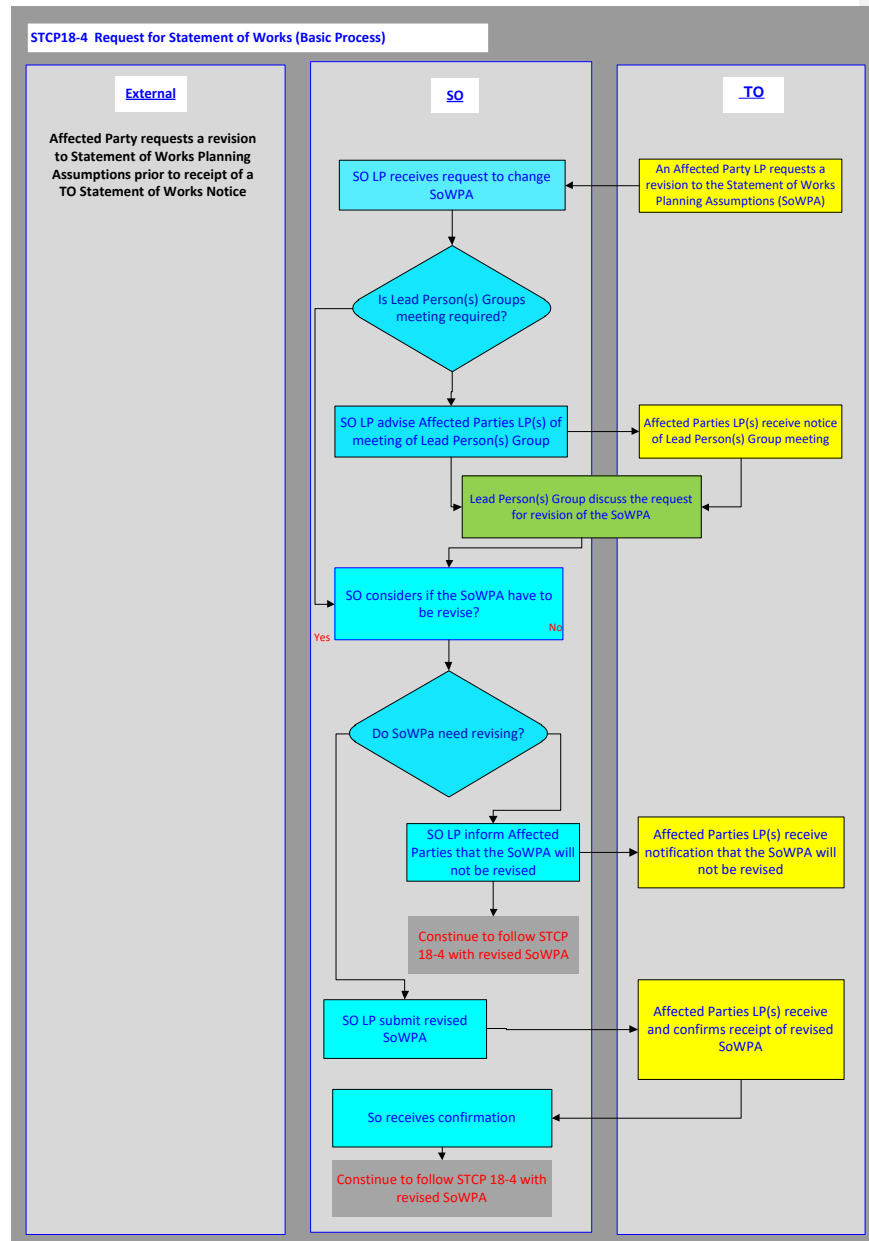 STCP18-4 Request for Statement of Works (Basic Process)
External
SO
TO
Affected Party requests a revision
to Statement of Works Planning
Assumptions prior to receipt of a
TO Statement of Works Notice
SO LP receives request to change
SoWPA
An Affected Party LP requests a
revision to the Statement of Works
Planning Assumptions (SoWPA)
Is Lead Person(s) Groups
meeting required?
SO LP advise Affected Parties LP(s) of
meeting of Lead Person(s) Group
Affected Parties LP(s) receive notice
of Lead Person(s) Group meeting
Lead Person(s) Group discuss the request
for revision of the SoWPA
SO considers if the SoWPA have to
be revise?
Yes
No
Do SoWPa need revising?
SO LP inform Affected
Parties that the SoWPA will
not be revised
Affected Parties LP(s) receive
notification that the SoWPA will
not be revised
Constinue to follow STCP
18-4 with revised SoWPA
SO LP submit revised
SoWPA
Affected Parties LP(s) receive
and confirms receipt of revised
SoWPA
So receives confirmation
Constinue to follow STCP 18-4 with
revised SoWPA